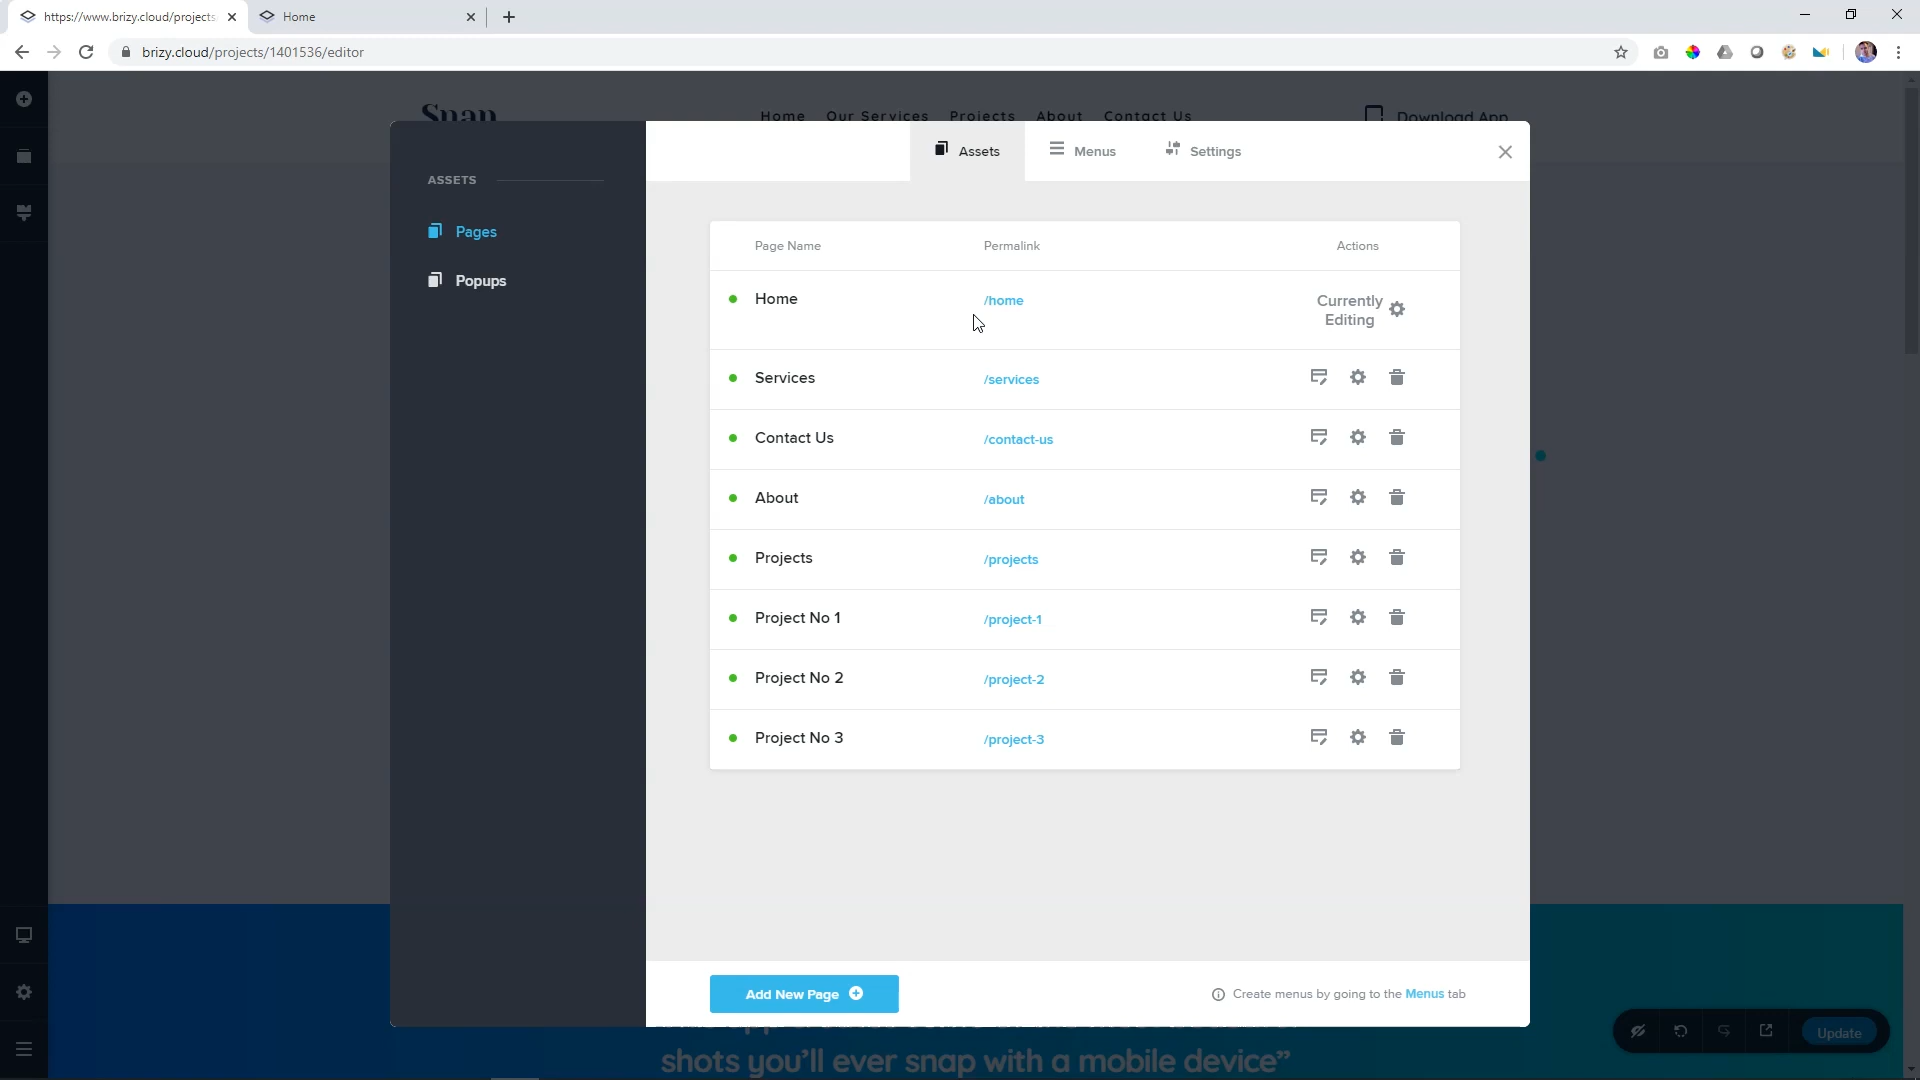 https://www.brizy.cloud/projects
Home
brizy.cloud/projects/1401536/editor
Snap
Home Our Services Projects About Contact Us
Download App
Assets
Menus
Settings
ASSETS
Pages
Popups
Page Name Permalink Actions
Home /home Currently
Editing
Services /services
Contact Us /contact-us
About /about
Projects /projects
Project No 1 /project-1
Project No 2 /project-2
Project No 3 /project-3
Add New Page
Create menus by going to the Menus tab
shots you'll ever snap with a mobile device”
Update